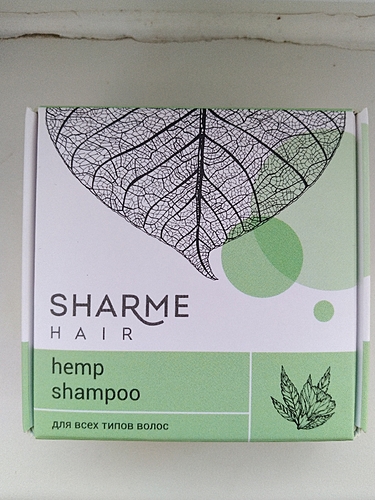 SHARME
HAIR
hemp
shampoo
для всех типов волос